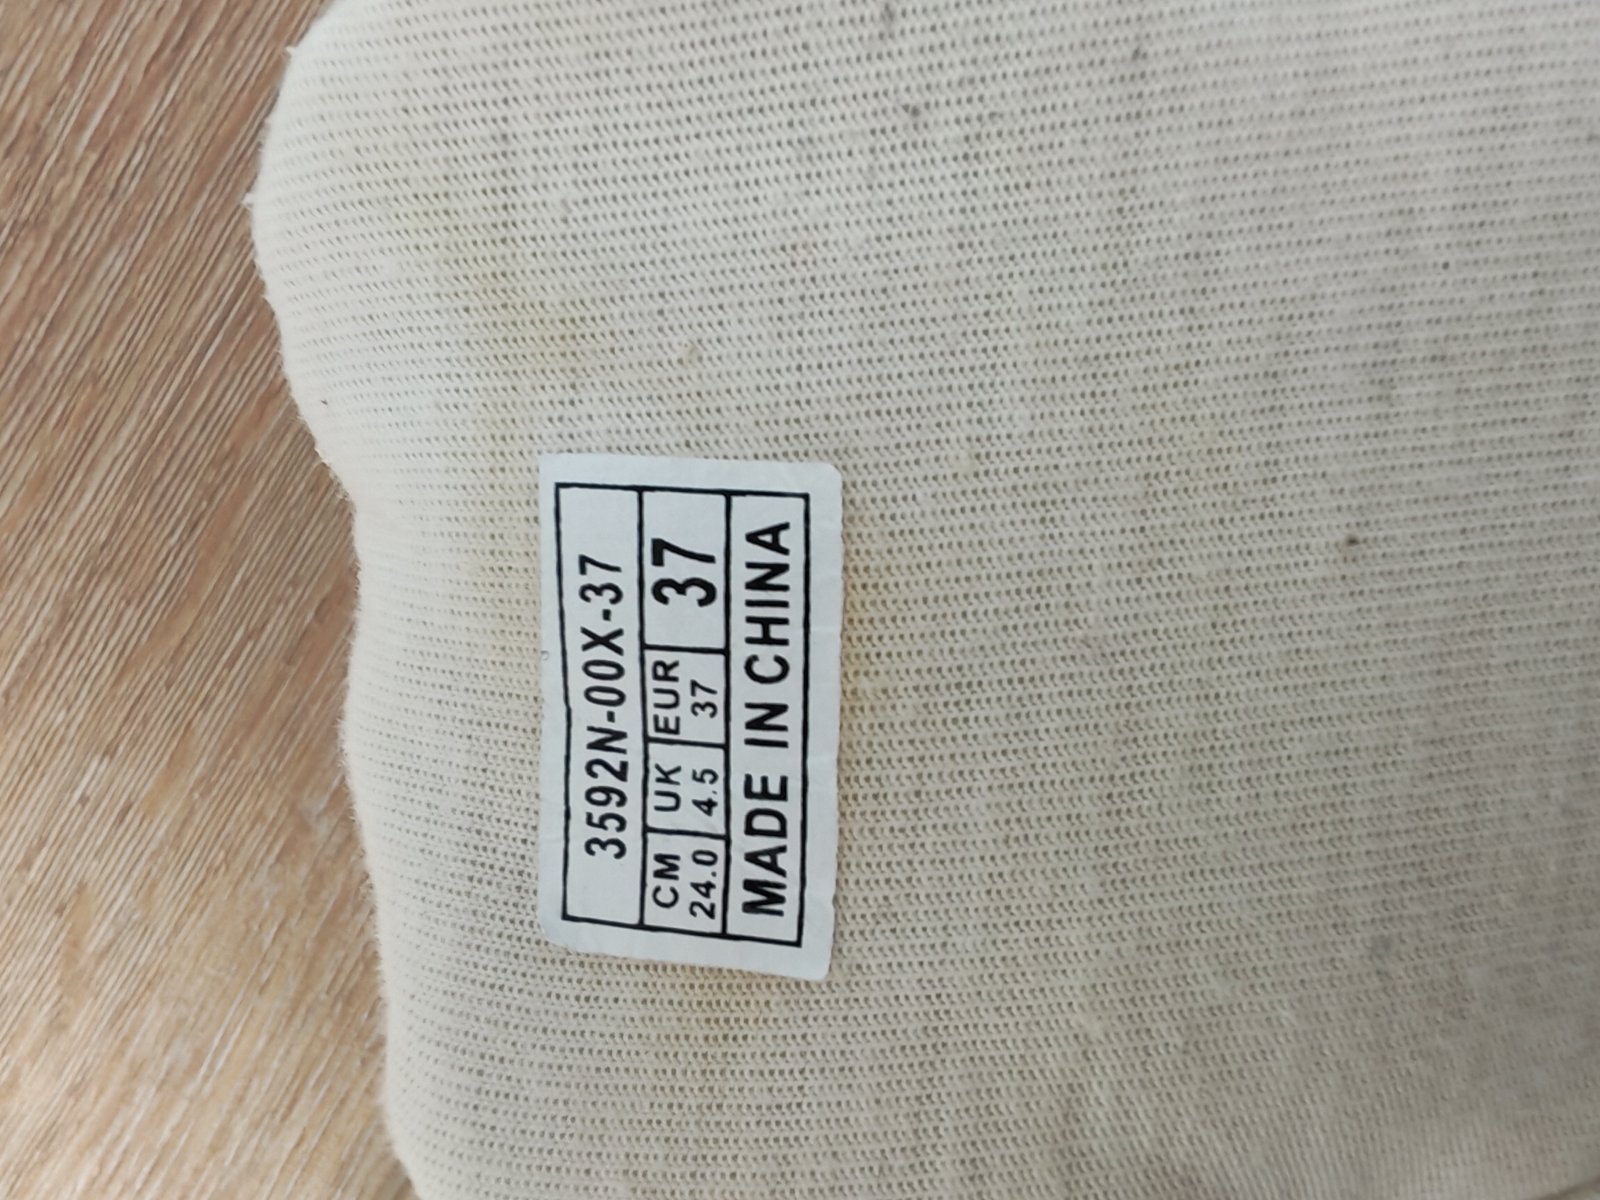 3592N-00X-37
CM UK EUR 37
24.0 4.5 37
MADE IN CHINA